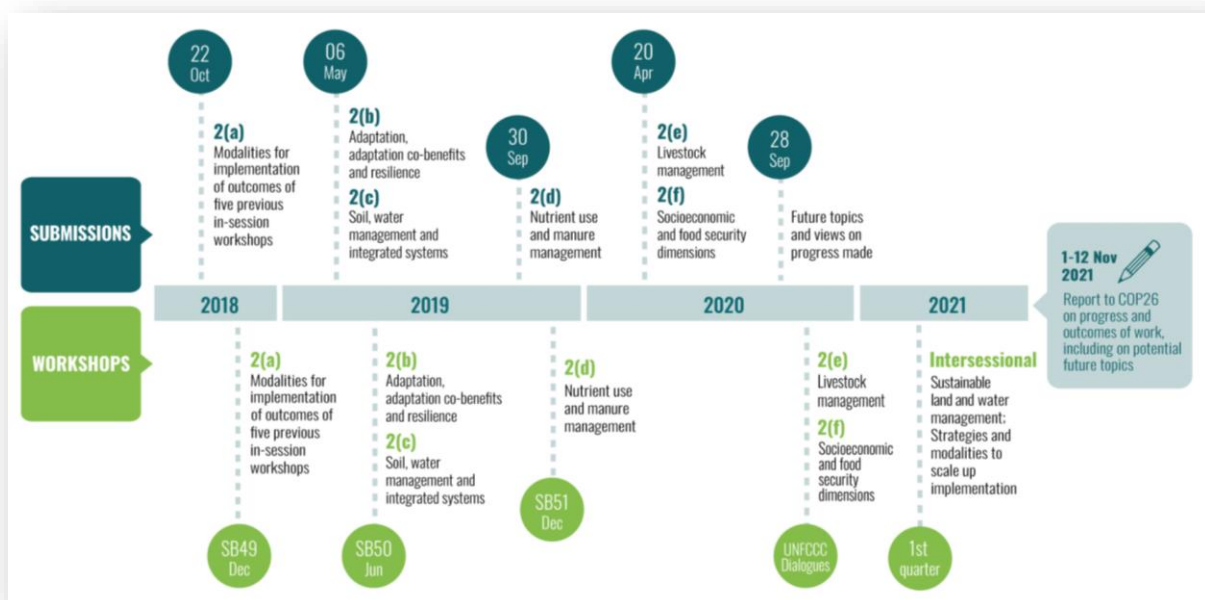 22
Oct
2(a)
Modalities for
implementation
of outcomes of
five previous
in-session
workshops
06
May
2(b)
Adaptation,
adaptation co-benefits
and resilience
2(c)
Soil, water
management and
integrated systems
30
Sep
2(d)
Nutrient use
and manure
management
20
Apr
2(e)
Livestock
management
2(f)
Socioeconomic
and food security
dimensions
28
Sep
Future topics
and views on
progress made
SUBMISSIONS
2018
2019
2020
2021
1-12 Nov
2021
Report to COP26
on progress and
outcomes of work,
including on potential
future topics
WORKSHOPS
2(a)
Modalities for
implementation
of outcomes of
five previous
in-session
workshops
SB49
Dec
2(b)
Adaptation,
adaptation co-benefits
and resilience
2(c)
Soil, water
management and
integrated systems
SB50
Jun
2(d)
Nutrient use
and manure
management
SB51
Dec
2(e)
Livestock
management
2(f)
Socioeconomic
and food
security
dimensions
UNFCCC
Dialogues
Intersessional
Sustainable
land and water
management;
Strategies and
modalities to
scale up
implementation
1st
quarter